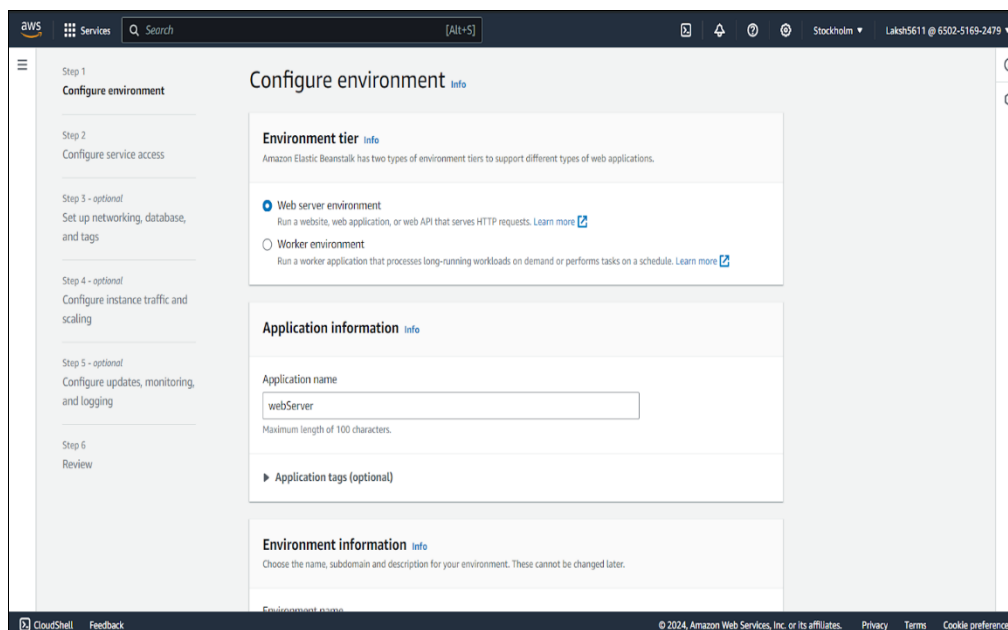 aws
Services
Search
[Alt+S]
Stockholm
Laksh5611 @ 6502-5169-2479
Step 1
Configure environment
Step 2
Configure service access
Step 3 - optional
Set up networking, database,
and tags
Step 4 - optional
Configure instance traffic and
scaling
Step 5 - optional
Configure updates, monitoring,
and logging
Step 6
Review
Configure environment Info
Environment tier Info
Amazon Elastic Beanstalk has two types of environment tiers to support different types of web applications.
Web server environment
Run a website, web application, or web API that serves HTTP requests. Learn more
Worker environment
Run a worker application that processes long-running workloads on demand or performs tasks on a schedule. Learn more
Application information Info
Application name
webServer
Maximum length of 100 characters.
Application tags (optional)
Environment information Info
Choose the name, subdomain and description for your environment. These cannot be changed later.
Environment name
CloudShell
Feedback
© 2024, Amazon Web Services, Inc. or its affiliates.
Privacy
Terms
Cookie preference